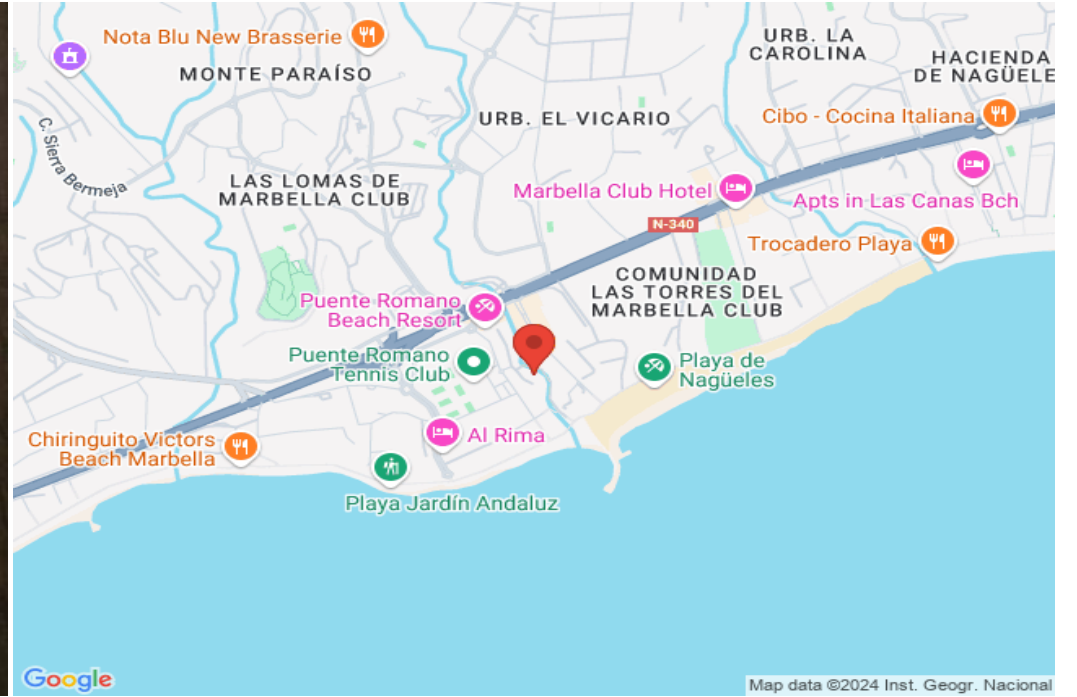 Nota Blu New Brasserie
MONTE PARAÍSO
URB. LA
CAROLINA
HACIENDA
DE NAGÜELE
URB. EL VICARIO
Cibo - Cocina Italiana
C. Sierra Bermeja
LAS LOMAS DE
MARBELLA CLUB
Marbella Club Hotel
Apts in Las Canas Bch
N-340
Trocadero Playa
COMUNIDAD
LAS TORRES DEL
MARBELLA CLUB
Puente Romano
Beach Resort
Puente Romano
Tennis Club
Playa de
Nagüeles
Chiringuito Victors
Beach Marbella
Al Rima
Playa Jardín Andaluz
Google
Map data ©2024 Inst. Geogr. Nacional